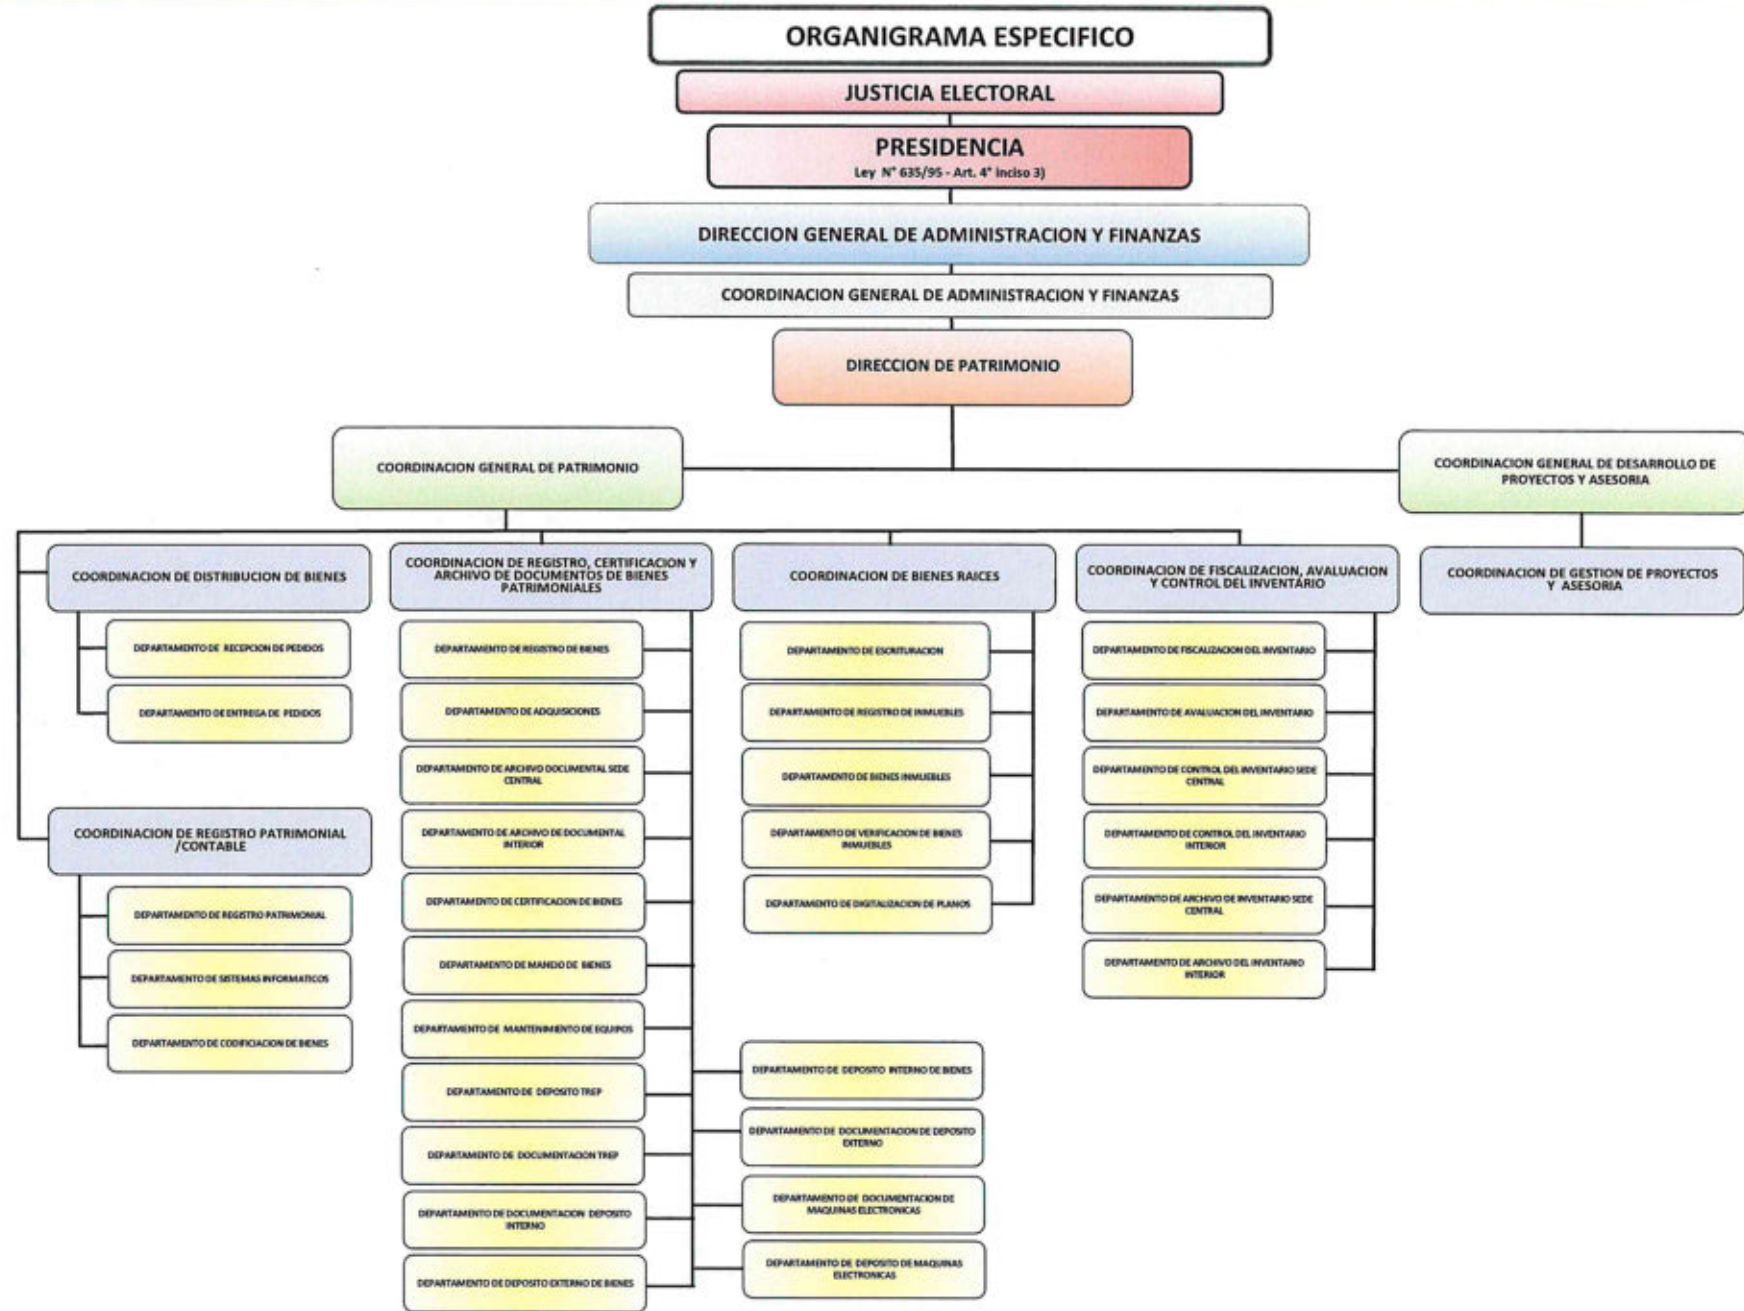 ORGANIGRAMA ESPECIFICO
JUSTICIA ELECTORAL
PRESIDENCIA
Ley N° 635/95 - Art. 4° inciso 3)
DIRECCION GENERAL DE ADMINISTRACION Y FINANZAS
COORDINACION GENERAL DE ADMINISTRACION Y FINANZAS
DIRECCION DE PATRIMONIO
COORDINACION GENERAL DE PATRIMONIO
COORDINACION GENERAL DE DESARROLLO DE
PROYECTOS Y ASESORIA
COORDINACION DE DISTRIBUCION DE BIENES
DEPARTAMENTO DE RECEPCION DE PEDIDOS
DEPARTAMENTO DE ENTREGA DE PEDIDOS
COORDINACION DE REGISTRO PATRIMONIAL
/CONTABLE
DEPARTAMENTO DE REGISTRO PATRIMONIAL
DEPARTAMENTO DE SISTEMAS INFORMATICOS
DEPARTAMENTO DE CODIFICIACION DE BIENES
COORDINACION DE REGISTRO, CERTIFICACION Y
ARCHIVO DE DOCUMENTOS DE BIENES
PATRIMONIALES
DEPARTAMENTO DE REGISTRO DE BIENES
DEPARTAMENTO DE ADQUISICIONES
DEPARTAMENTO DE ARCHIVO DOCUMENTAL SEDE
CENTRAL
DEPARTAMENTO DE ARCHIVO DE DOCUMENTAL
INTERIOR
DEPARTAMENTO DE CERTIFICACION DE BIENES
DEPARTAMENTO DE MANEJO DE BIENES
DEPARTAMENTO DE MANTENIMIENTO DE EQUIPOS
DEPARTAMENTO DE DEPOSITO TREP
DEPARTAMENTO DE DOCUMENTACION TREP
DEPARTAMENTO DE DOCUMENTACION DEPOSITO
INTERNO
DEPARTAMENTO DE DEPOSITO EXTERNO DE BIENES
DEPARTAMENTO DE DEPOSITO INTERNO DE BIENES
DEPARTAMENTO DE DOCUMENTACION DE DEPOSITO
EXTERNO
DEPARTAMENTO DE DOCUMENTACION DE
MAQUINAS ELECTRONICAS
DEPARTAMENTO DE DEPOSITO DE MAQUINAS
ELECTRONICAS
COORDINACION DE BIENES RAICES
DEPARTAMENTO DE ESCRITURACION
DEPARTAMENTO DE REGISTRO DE INMUEBLES
DEPARTAMENTO DE BIENES INMUEBLES
DEPARTAMENTO DE VERIFICACION DE BIENES
INMUEBLES
DEPARTAMENTO DE DIGITALIZACION DE PLANOS
COORDINACION DE FISCALIZACION, AVALUACION
Y CONTROL DEL INVENTARIO
DEPARTAMENTO DE FISCALIZACION DEL INVENTARIO
DEPARTAMENTO DE AVALUACION DEL INVENTARIO
DEPARTAMENTO DE CONTROL DEL INVENTARIO SEDE
CENTRAL
DEPARTAMENTO DE CONTROL DEL INVENTARIO
INTERIOR
DEPARTAMENTO DE ARCHIVO DE INVENTARIO SEDE
CENTRAL
DEPARTAMENTO DE ARCHIVO DEL INVENTARIO
INTERIOR
COORDINACION DE GESTION DE PROYECTOS
Y ASESORIA